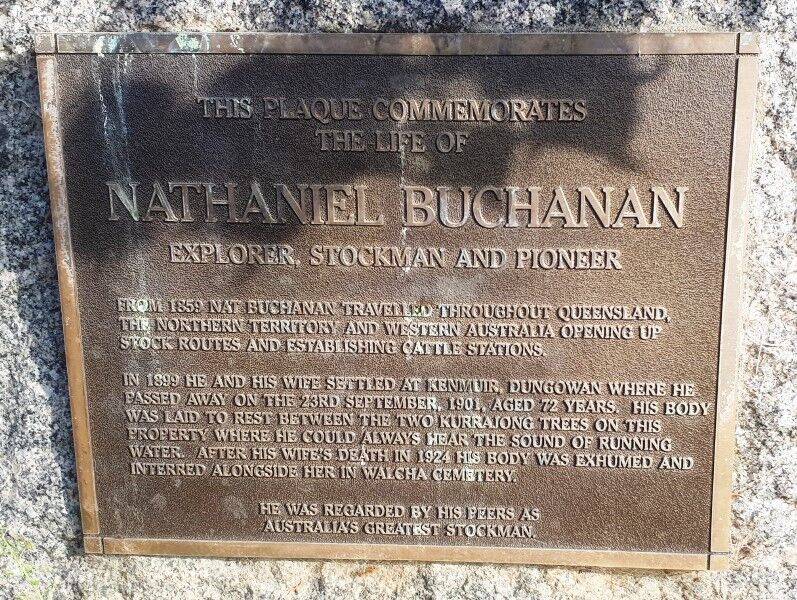 THIS PLAQUE COMMEMORATES
THE LIFE OF
NATHANIEL BUCHANAN
EXPLORER, STOCKMAN AND PIONEER
FROM 1859 NAT BUCHANAN TRAVELLED THROUGHOUT QUEENSLAND,
THE NORTHERN TERRITORY AND WESTERN AUSTRALIA OPENING UP
STOCK ROUTES AND ESTABLISHING CATTLE STATIONS.
IN 1899 HE AND HIS WIFE SETTLED AT KENMUIR, DUNGOWAN WHERE HE
PASSED AWAY ON THE 23RD SEPTEMBER, 1901, AGED 72 YEARS. HIS BODY
WAS LAID TO REST BETWEEN THE TWO KURRAJONG TREES ON THIS
PROPERTY WHERE HE COULD ALWAYS HEAR THE SOUND OF RUNNING
WATER. AFTER HIS WIFE'S DEATH IN 1924 HIS BODY WAS EXHUMED AND
INTERRED ALONGSIDE HER IN WALCHA CEMETERY.
HE WAS REGARDED BY HIS PEERS AS
AUSTRALIA'S GREATEST STOCKMAN.